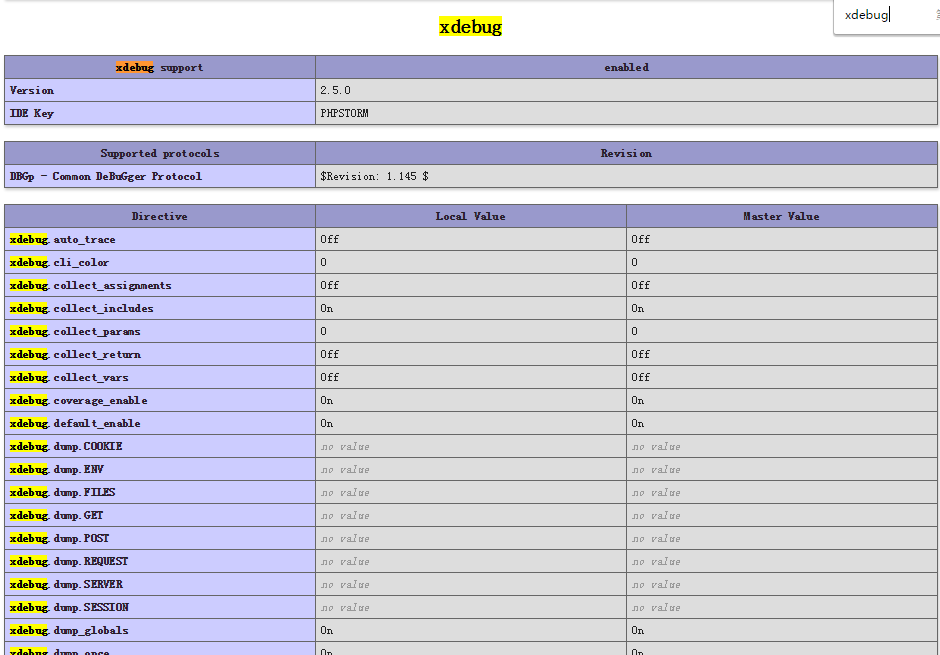 xdebug
xdebug
xdebug support enabled
Version 2.5.0
IDE Key PHPSTORM
Supported protocols Revision
DBGp - Common DeBuGger Protocol $Revision: 1.145 $
Directive Local Value Master Value
xdebug.auto_trace Off Off
xdebug.cli_color 0 0
xdebug.collect_assignments Off Off
xdebug.collect_includes On On
xdebug.collect_params 0 0
xdebug.collect_return Off Off
xdebug.collect_vars Off Off
xdebug.coverage_enable On On
xdebug.default_enable On On
xdebug.dump.COOKIE no value no value
xdebug.dump.ENV no value no value
xdebug.dump.FILES no value no value
xdebug.dump.GET no value no value
xdebug.dump.POST no value no value
xdebug.dump.REQUEST no value no value
xdebug.dump.SERVER no value no value
xdebug.dump.SESSION no value no value
xdebug.dump_globals On On
xdebug.dump_once On On